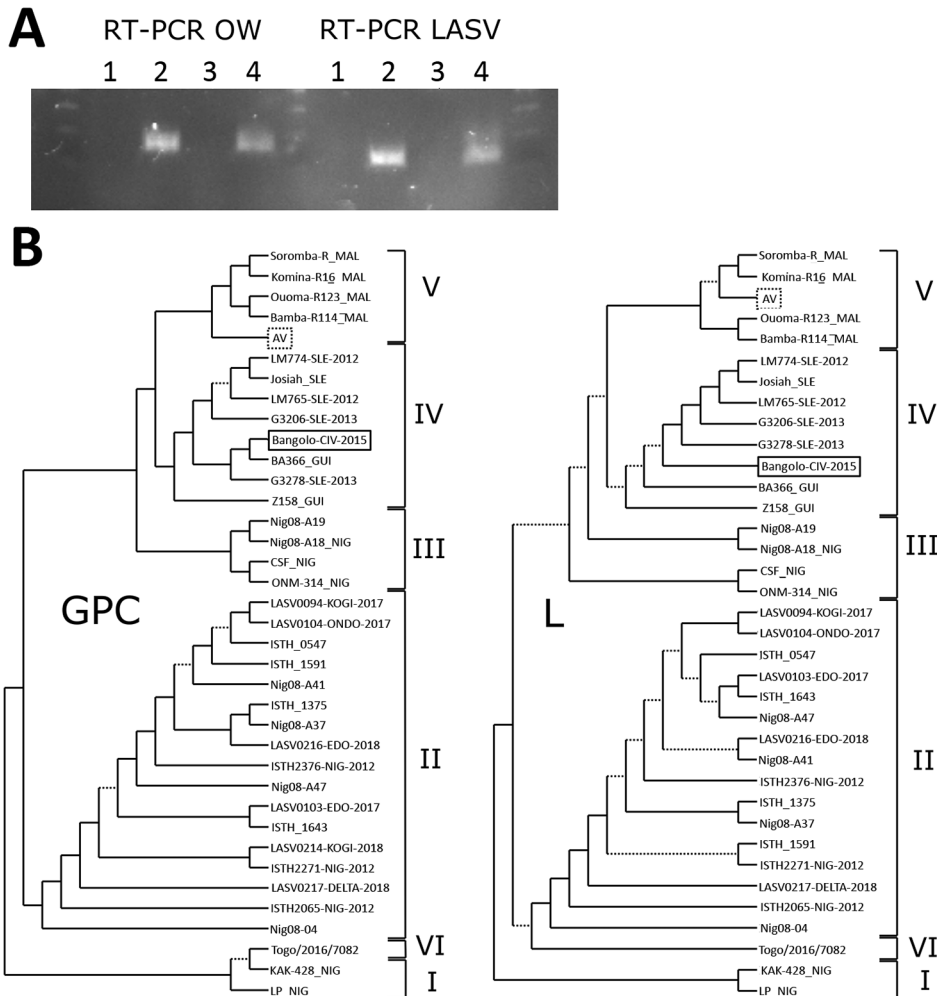 A
RT-PCR OW
RT-PCR LASV
1 2 3 4
1 2 3 4
B
Soromba-R_MAL
Komina-R16_MAL
Ouoma-R123_MAL
Bamba-R114_MAL
AV
V
LM774-SLE-2012
Josiah_SLE
LM765-SLE-2012
G3206-SLE-2013
Bangolo-CIV-2015
BA366_GUI
G3278-SLE-2013
Z158_GUI
IV
Nig08-A19
Nig08-A18_NIG
CSF_NIG
ONM-314_NIG
III
GPC
LASV0094-KOGI-2017
LASV0104-ONDO-2017
ISTH_0547
ISTH_1591
Nig08-A41
ISTH_1375
Nig08-A37
LASV0216-EDO-2018
ISTH2376-NIG-2012
Nig08-A47
LASV0103-EDO-2017
ISTH_1643
LASV0214-KOGI-2018
ISTH2271-NIG-2012
LASV0217-DELTA-2018
ISTH2065-NIG-2012
Nig08-04
II
Togo/2016/7082
VI
KAK-428_NIG
LP_NIG
I
Soromba-R_MAL
Komina-R16_MAL
AV
Ouoma-R123_MAL
Bamba-R114_MAL
V
LM774-SLE-2012
Josiah_SLE
LM765-SLE-2012
G3206-SLE-2013
G3278-SLE-2013
Bangolo-CIV-2015
BA366_GUI
Z158_GUI
IV
Nig08-A19
Nig08-A18_NIG
CSF_NIG
ONM-314_NIG
III
L
LASV0094-KOGI-2017
LASV0104-ONDO-2017
ISTH_0547
LASV0103-EDO-2017
ISTH_1643
Nig08-A47
LASV0216-EDO-2018
Nig08-A41
ISTH2376-NIG-2012
ISTH_1375
Nig08-A37
ISTH_1591
ISTH2271-NIG-2012
LASV0217-DELTA-2018
ISTH2065-NIG-2012
Nig08-04
II
Togo/2016/7082
VI
KAK-428_NIG
LP_NIG
I